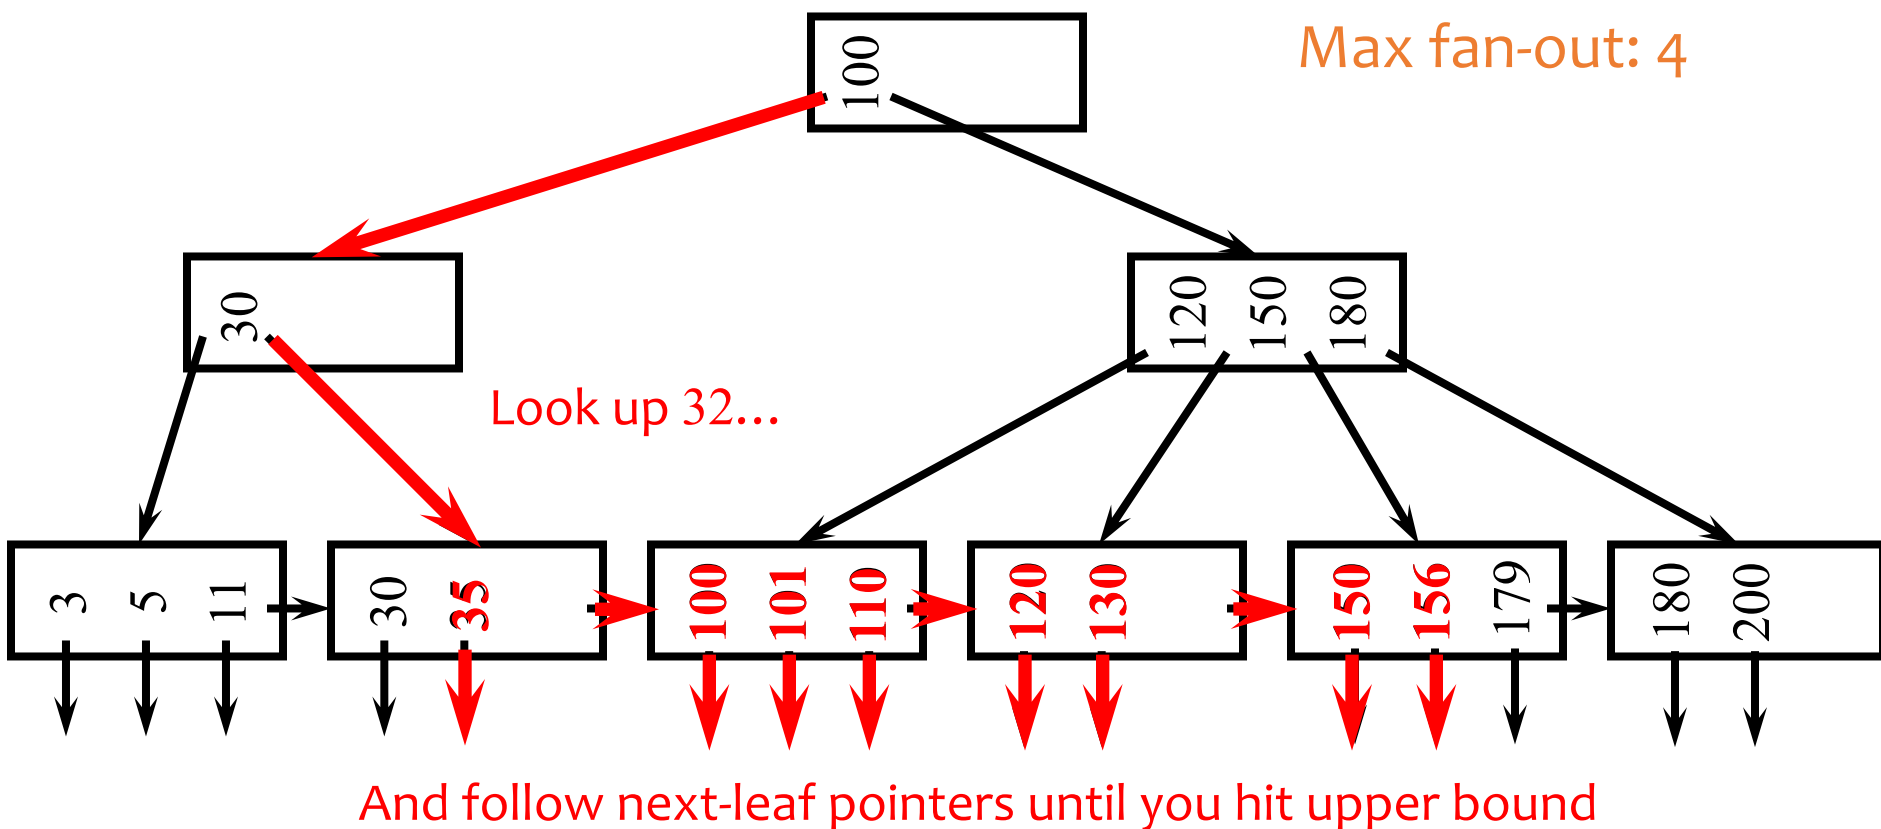 Max fan-out: 4
100
30
120 150 180
Look up 32...
3 5 11 30 35 100 101 110 120 130 150 156 179 180 200
And follow next-leaf pointers until you hit upper bound